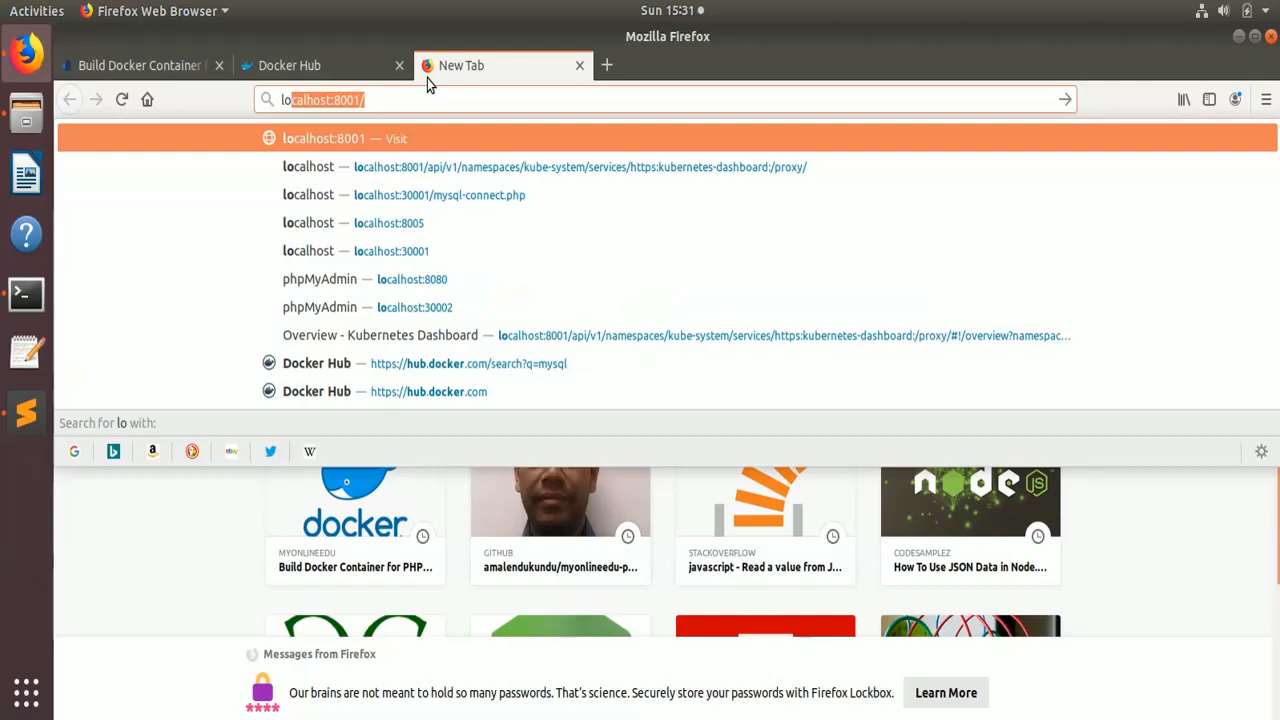 Activities Firefox Web Browser Sun 15:31
Mozilla Firefox
Build Docker Container Docker Hub New Tab
localhost:8001/
localhost:8001 — Visit
localhost — localhost:8001/api/v1/namespaces/kube-system/services/https:kubernetes-dashboard:/proxy/
localhost — localhost:30001/mysql-connect.php
localhost — localhost:8005
localhost — localhost:30001
phpMyAdmin — localhost:8080
phpMyAdmin — localhost:30002
Overview - Kubernetes Dashboard — localhost:8001/api/v1/namespaces/kube-system/services/https:kubernetes-dashboard:/proxy/#!/overview?namespac...
Docker Hub — https://hub.docker.com/search?q=mysql
Docker Hub — https://hub.docker.com
Search for lo with:
docker
node JS
MYONLINEEDU
Build Docker Container for PHP...
GITHUB
amalendukundu/myonlineedu-p...
STACKOVERFLOW
javascript - Read a value from J...
CODESAMPLEZ
How To Use JSON Data in Node....
Messages from Firefox
Our brains are not meant to hold so many passwords. That's science. Securely store your passwords with Firefox Lockbox. Learn More